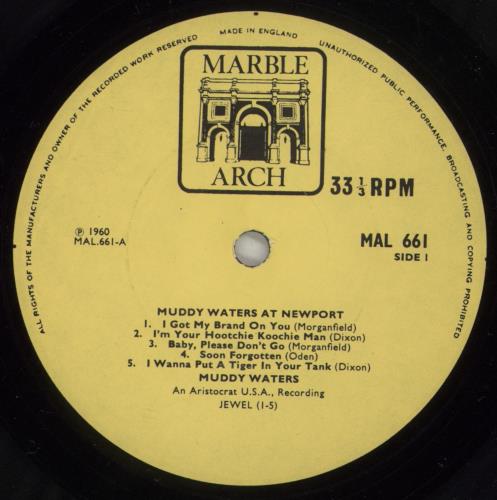 ALL RIGHTS OF THE MANUFACTURERS AND OWNER OF THE RECORDED WORK RESERVED
MADE IN ENGLAND
UNAUTHORIZED PUBLIC PERFORMANCE, BROADCASTING AND COPYING PROHIBITED
MARBLE
ARCH
33 1/3 RPM
℗ 1960
MAL.661-A
MAL 661
SIDE 1
MUDDY WATERS AT NEWPORT
1. I Got My Brand On You (Morganfield)
2. I'm Your Hootchie Koochie Man (Dixon)
3. Baby, Please Don't Go (Morganfield)
4. Soon Forgotten (Oden)
5. I Wanna Put A Tiger In Your Tank (Dixon)
MUDDY WATERS
An Aristocrat U.S.A., Recording
JEWEL (1-5)